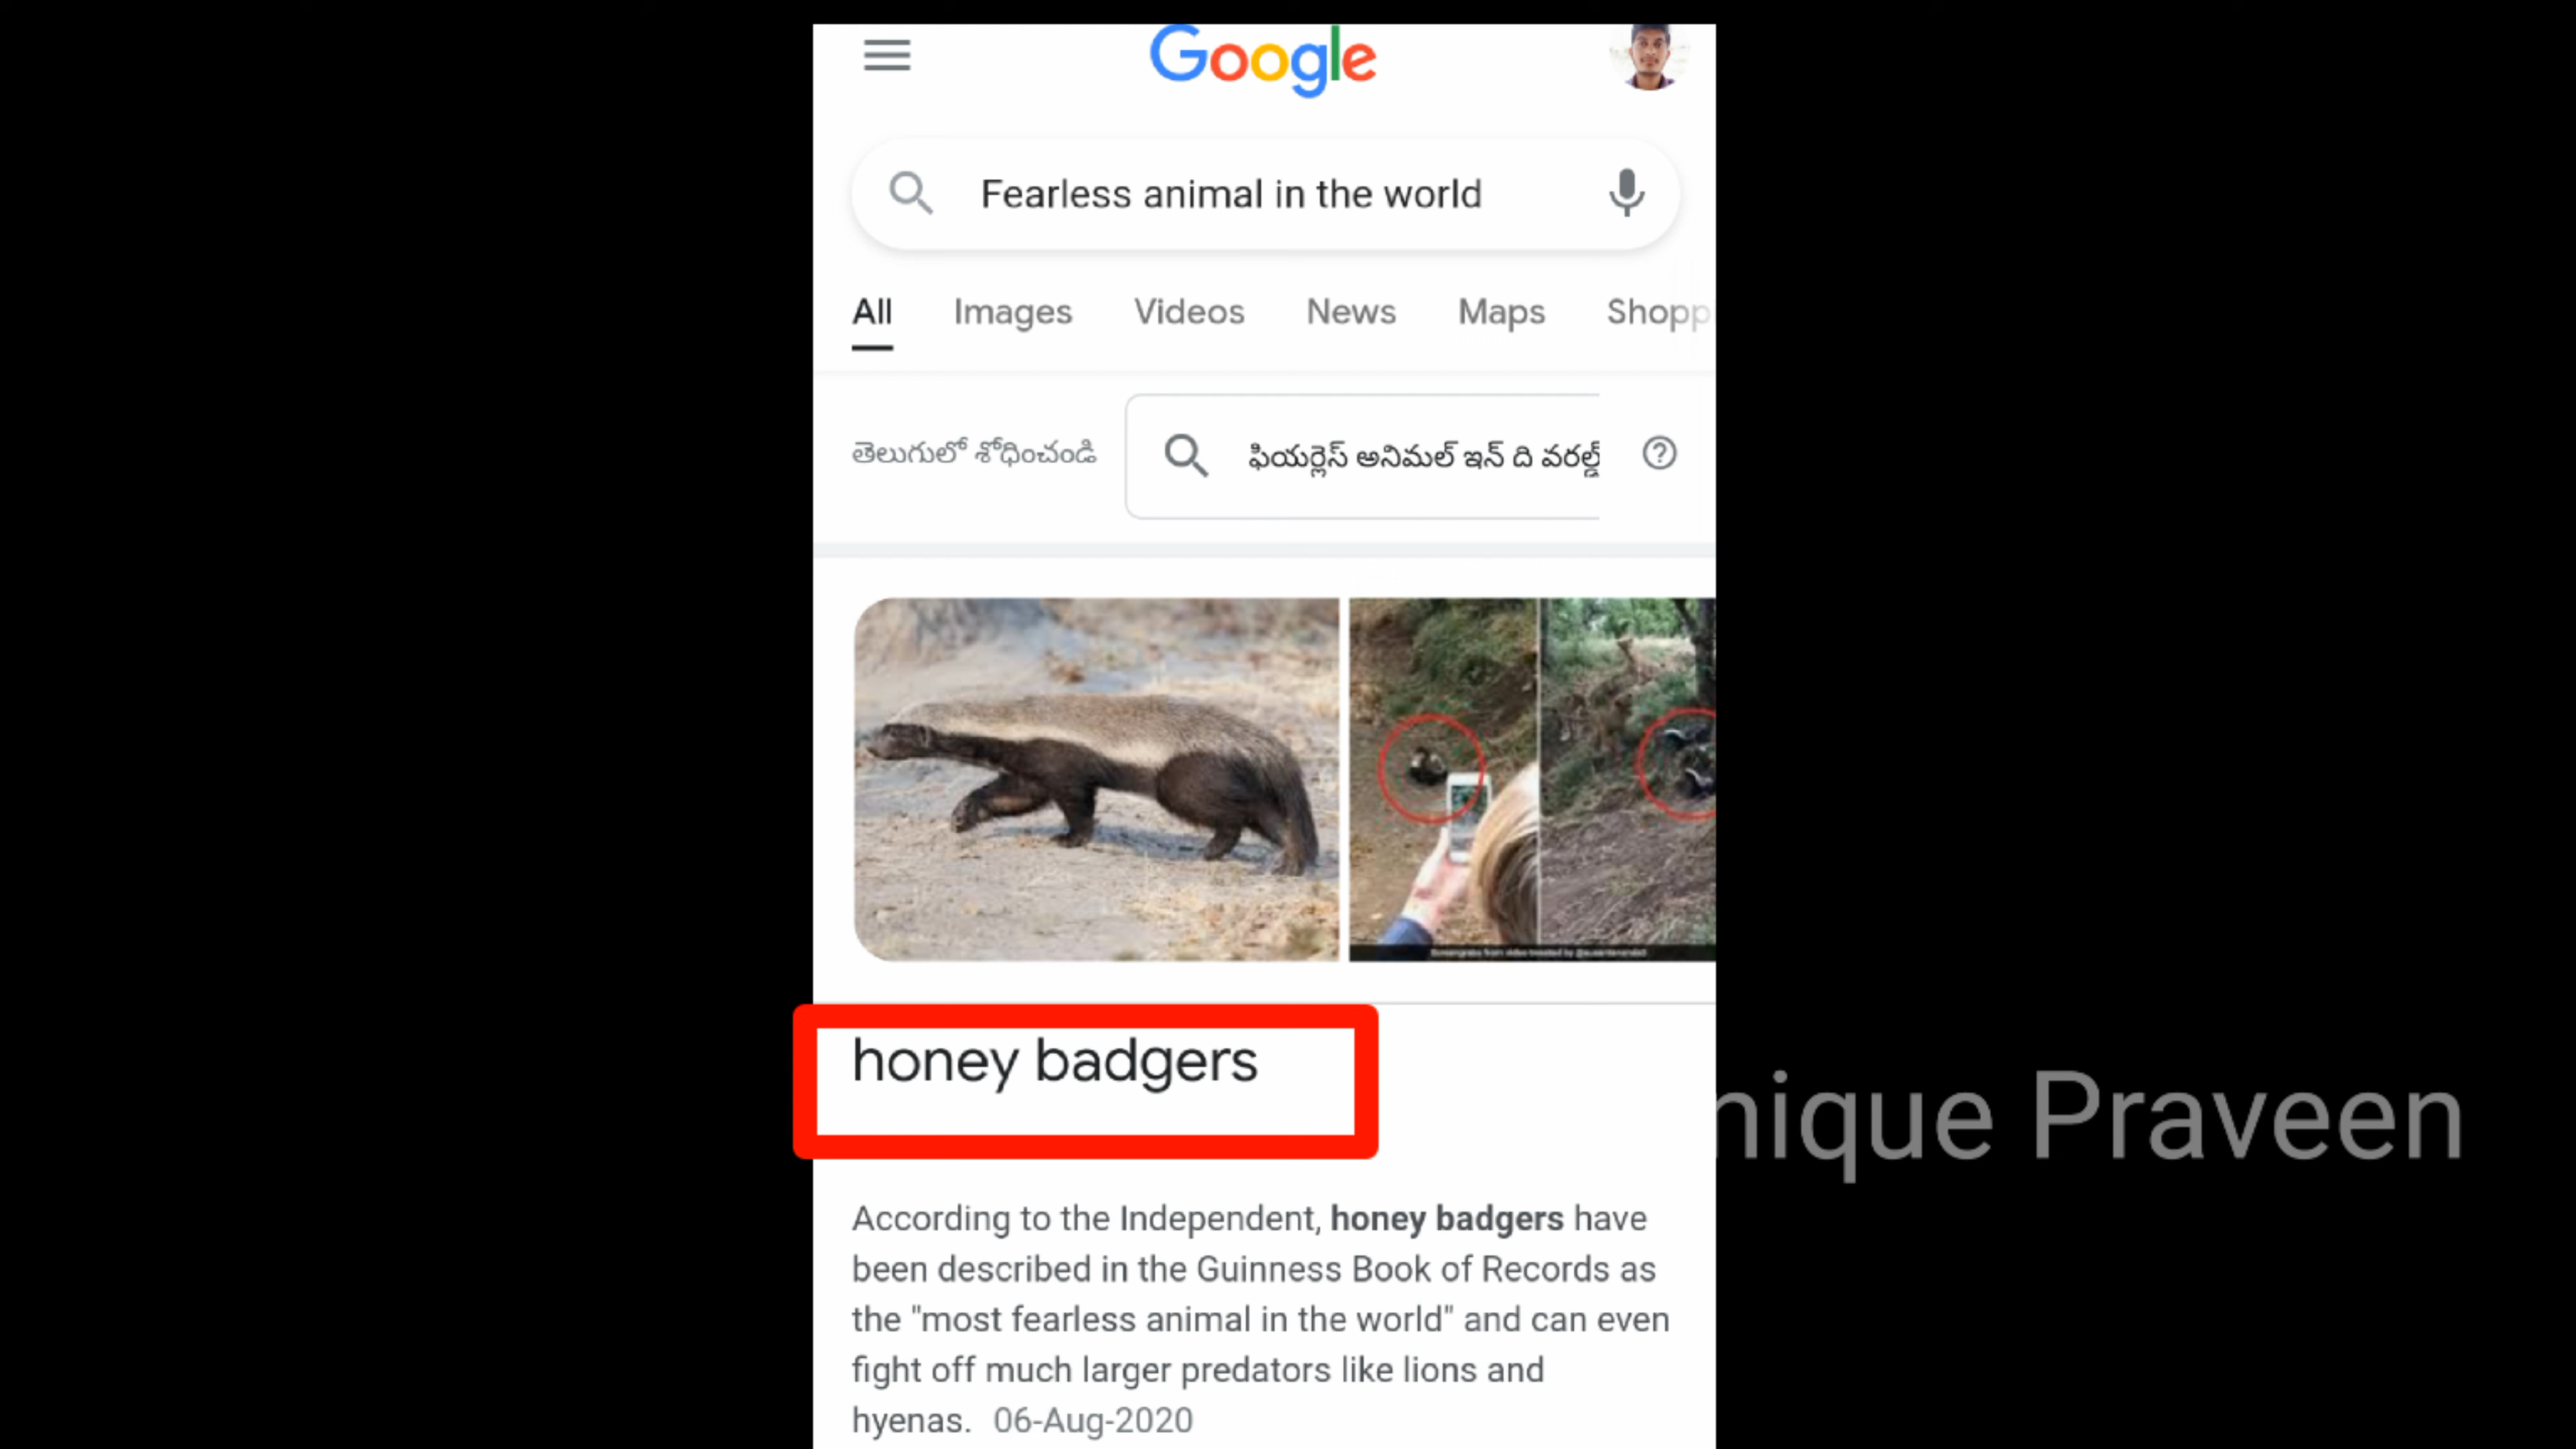 Google
Fearless animal in the world
All Images Videos News Maps Shopp
తెలుగులో శోధించండి
ఫియర్లెస్ అనిమల్ ఇన్ ది వరల్డ్
honey badgers
nique Praveen
According to the Independent, honey badgers have
been described in the Guinness Book of Records as
the "most fearless animal in the world" and can even
fight off much larger predators like lions and
hyenas. 06-Aug-2020